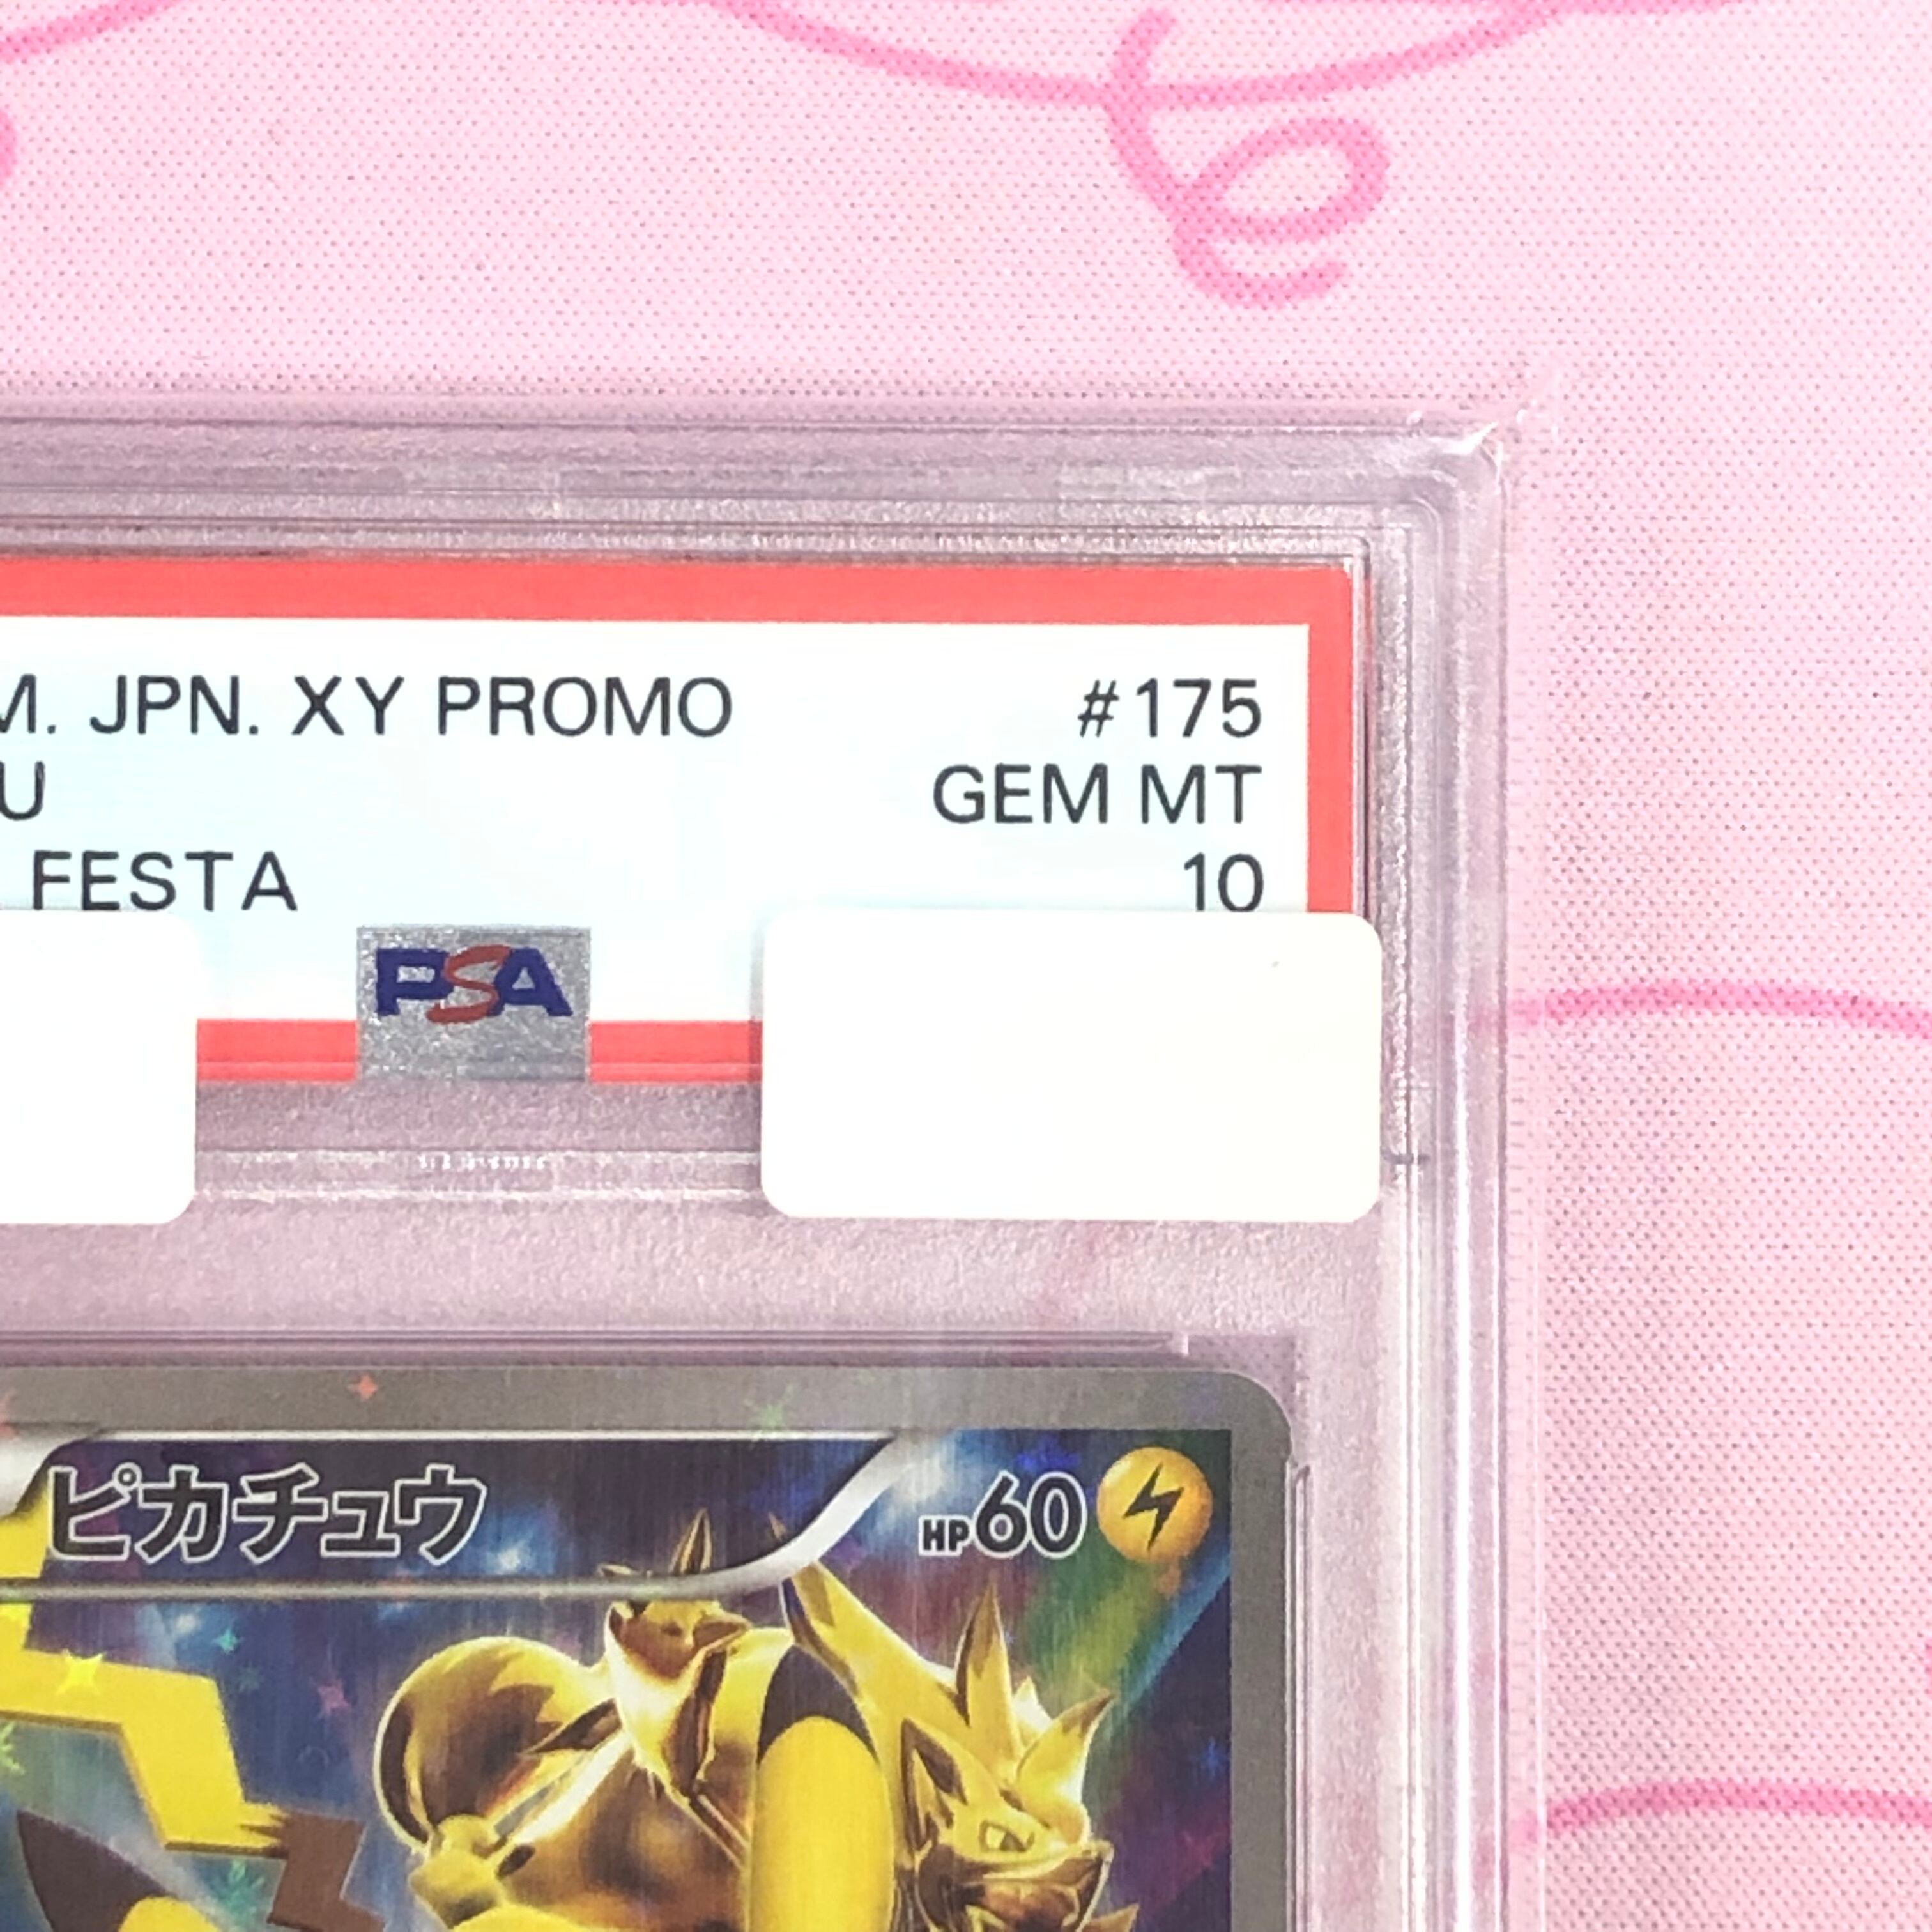 M. JPN. XY PROMO #175
U GEM MT
FESTA 10
PSA
ピカチュウ HP60